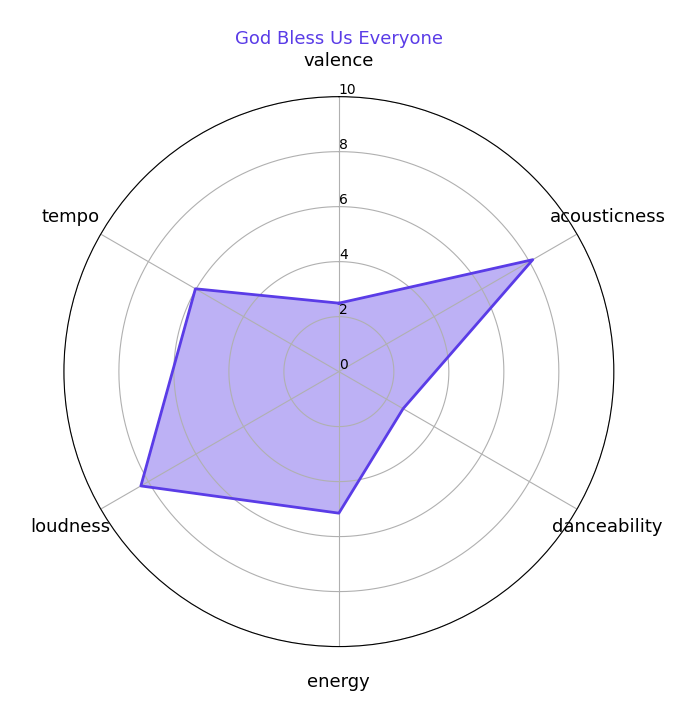 God Bless Us Everyone
valence
10
8
tempo
6
acousticness
4
2
0
loudness
danceability
energy